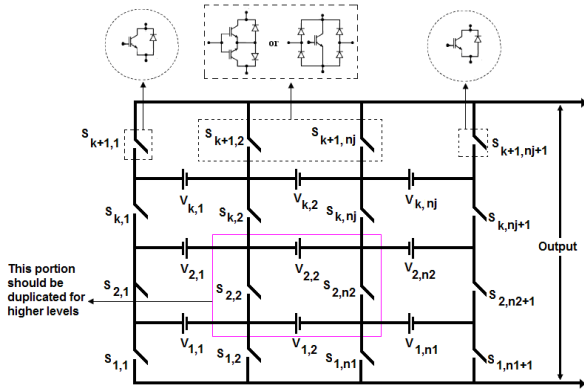 or
S k+1,1
S k+1,2
S k+1, nj
S k+1, nj+1
V k,1
V k,2
V k, nj
S k,1
S k,2
S k, nj
S k,nj+1
Output
V 2,1
V 2,2
V 2,n2
This portion
should be
duplicated for
higher levels
S 2,1
S 2,2
S 2,n2
S 2,n2+1
V 1,1
V 1,2
V 1,n1
S 1,1
S 1,2
S 1,n1
S 1,n1+1